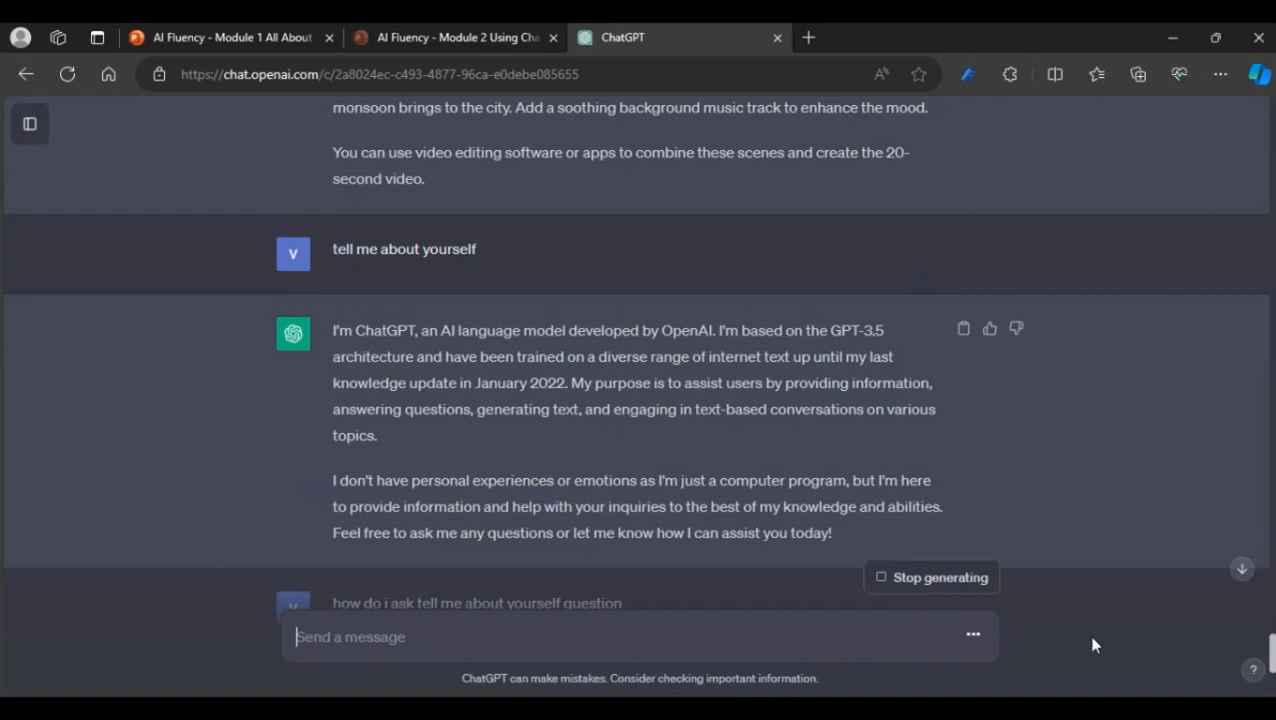 AI Fluency - Module 1 All About
AI Fluency - Module 2 Using Cha
ChatGPT
https://chat.openai.com/c/2a8024ec-c493-4877-96ca-e0debe085655
monsoon brings to the city. Add a soothing background music track to enhance the mood.
You can use video editing software or apps to combine these scenes and create the 20-
second video.
V
tell me about yourself
I'm ChatGPT, an AI language model developed by OpenAI. I'm based on the GPT-3.5
architecture and have been trained on a diverse range of internet text up until my last
knowledge update in January 2022. My purpose is to assist users by providing information,
answering questions, generating text, and engaging in text-based conversations on various
topics.
I don't have personal experiences or emotions as I'm just a computer program, but I'm here
to provide information and help with your inquiries to the best of my knowledge and abilities.
Feel free to ask me any questions or let me know how I can assist you today!
Stop generating
V
how do i ask tell me about yourself question
Send a message
ChatGPT can make mistakes. Consider checking important information.
?